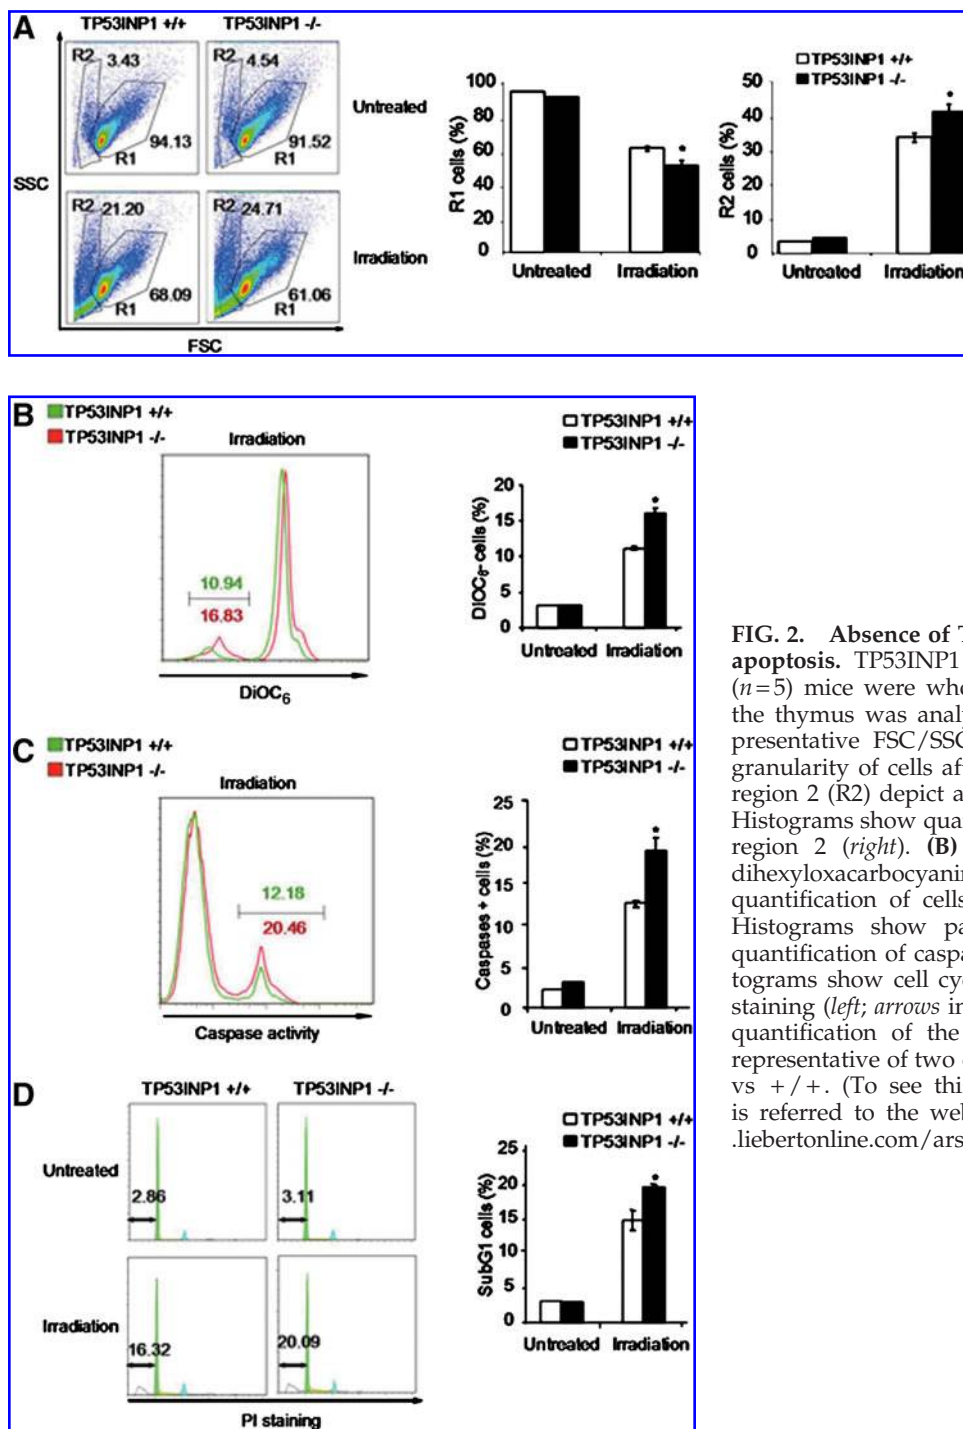 A
TP53INP1 +/+ TP53INP1 -/-
R2 3.43
94.13
R1
R2 4.54
91.52
R1
Untreated
SSC
R2 21.20
68.09
R1
R2 24.71
61.06
R1
Irradiation
FSC
R1 cells (%)
100
80
60
40
20
0
*
Untreated Irradiation
TP53INP1 +/+
TP53INP1 -/-
R2 cells (%)
50
40
30
20
10
0
*
Untreated Irradiation
B
TP53INP1 +/+
TP53INP1 -/-
Irradiation
10.94
16.83
DiOC6
TP53INP1 +/+
TP53INP1 -/-
DiOC6- cells (%)
20
15
10
5
0
*
Untreated Irradiation
C
TP53INP1 +/+
TP53INP1 -/-
Irradiation
12.18
20.46
Caspase activity
TP53INP1 +/+
TP53INP1 -/-
Caspases + cells (%)
25
20
15
10
5
0
*
Untreated Irradiation
D
TP53INP1 +/+ TP53INP1 -/-
Untreated
2.86
3.11
Irradiation
16.32
20.09
PI staining
TP53INP1 +/+
TP53INP1 -/-
SubG1 cells (%)
25
20
15
10
5
0
*
Untreated Irradiation
FIG. 2. Absence of T
apoptosis. TP53INP1
(n=5) mice were who
the thymus was analy
presentative FSC/SSC
granularity of cells af
region 2 (R2) depict a
Histograms show qua
region 2 (right). (B)
dihexyloxacarbocyanin
quantification of cells
Histograms show pa
quantification of caspa
tograms show cell cyc
staining (left; arrows in
quantification of the
representative of two
vs +/+. (To see this
is referred to the web
.liebertonline.com/ars